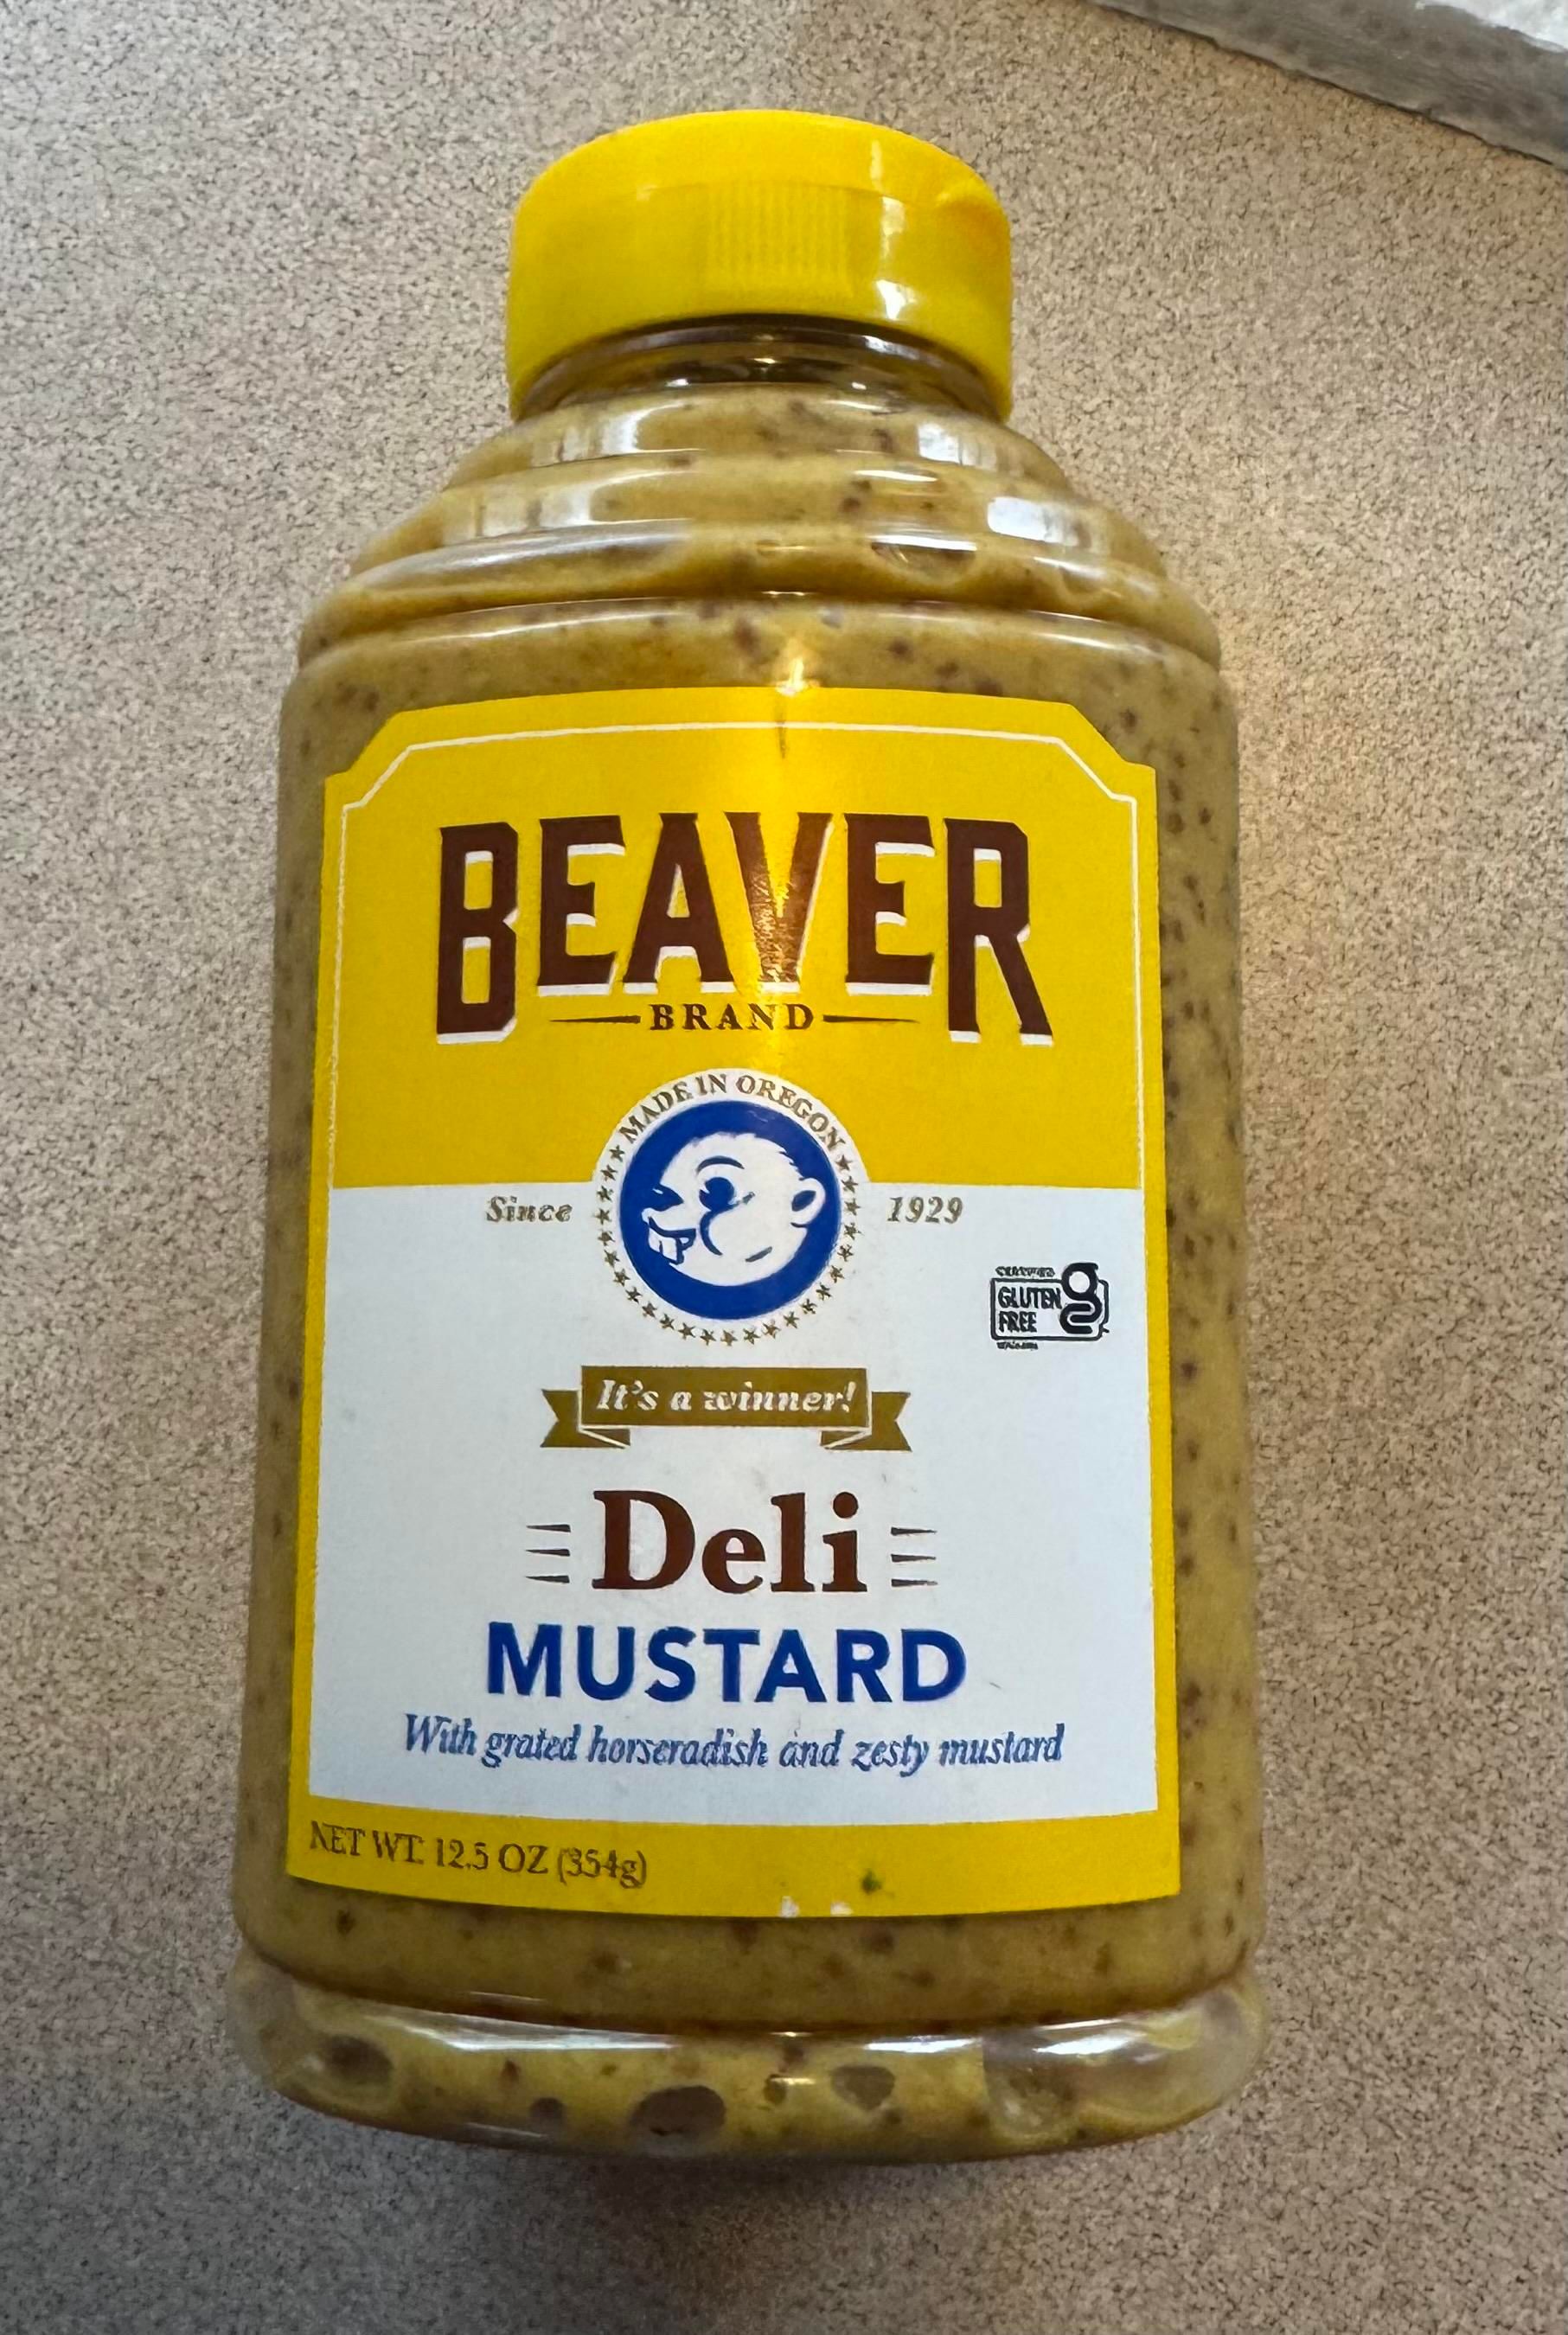 BEAVER
BRAND
MADE IN OREGON
Since 1929
CERTIFIED
GLUTEN
FREE
It's a winner!
Deli
MUSTARD
With grated horseradish and zesty mustard
NET WT. 12.5 OZ (354g)